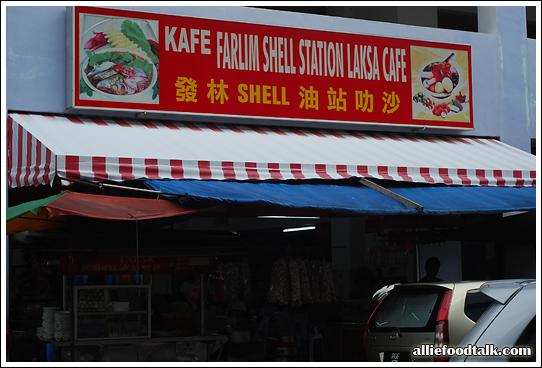 KAFE FARLIM SHELL STATION LAKSA CAFE
發林 SHELL 油站叻沙
alliefoodtalk.com